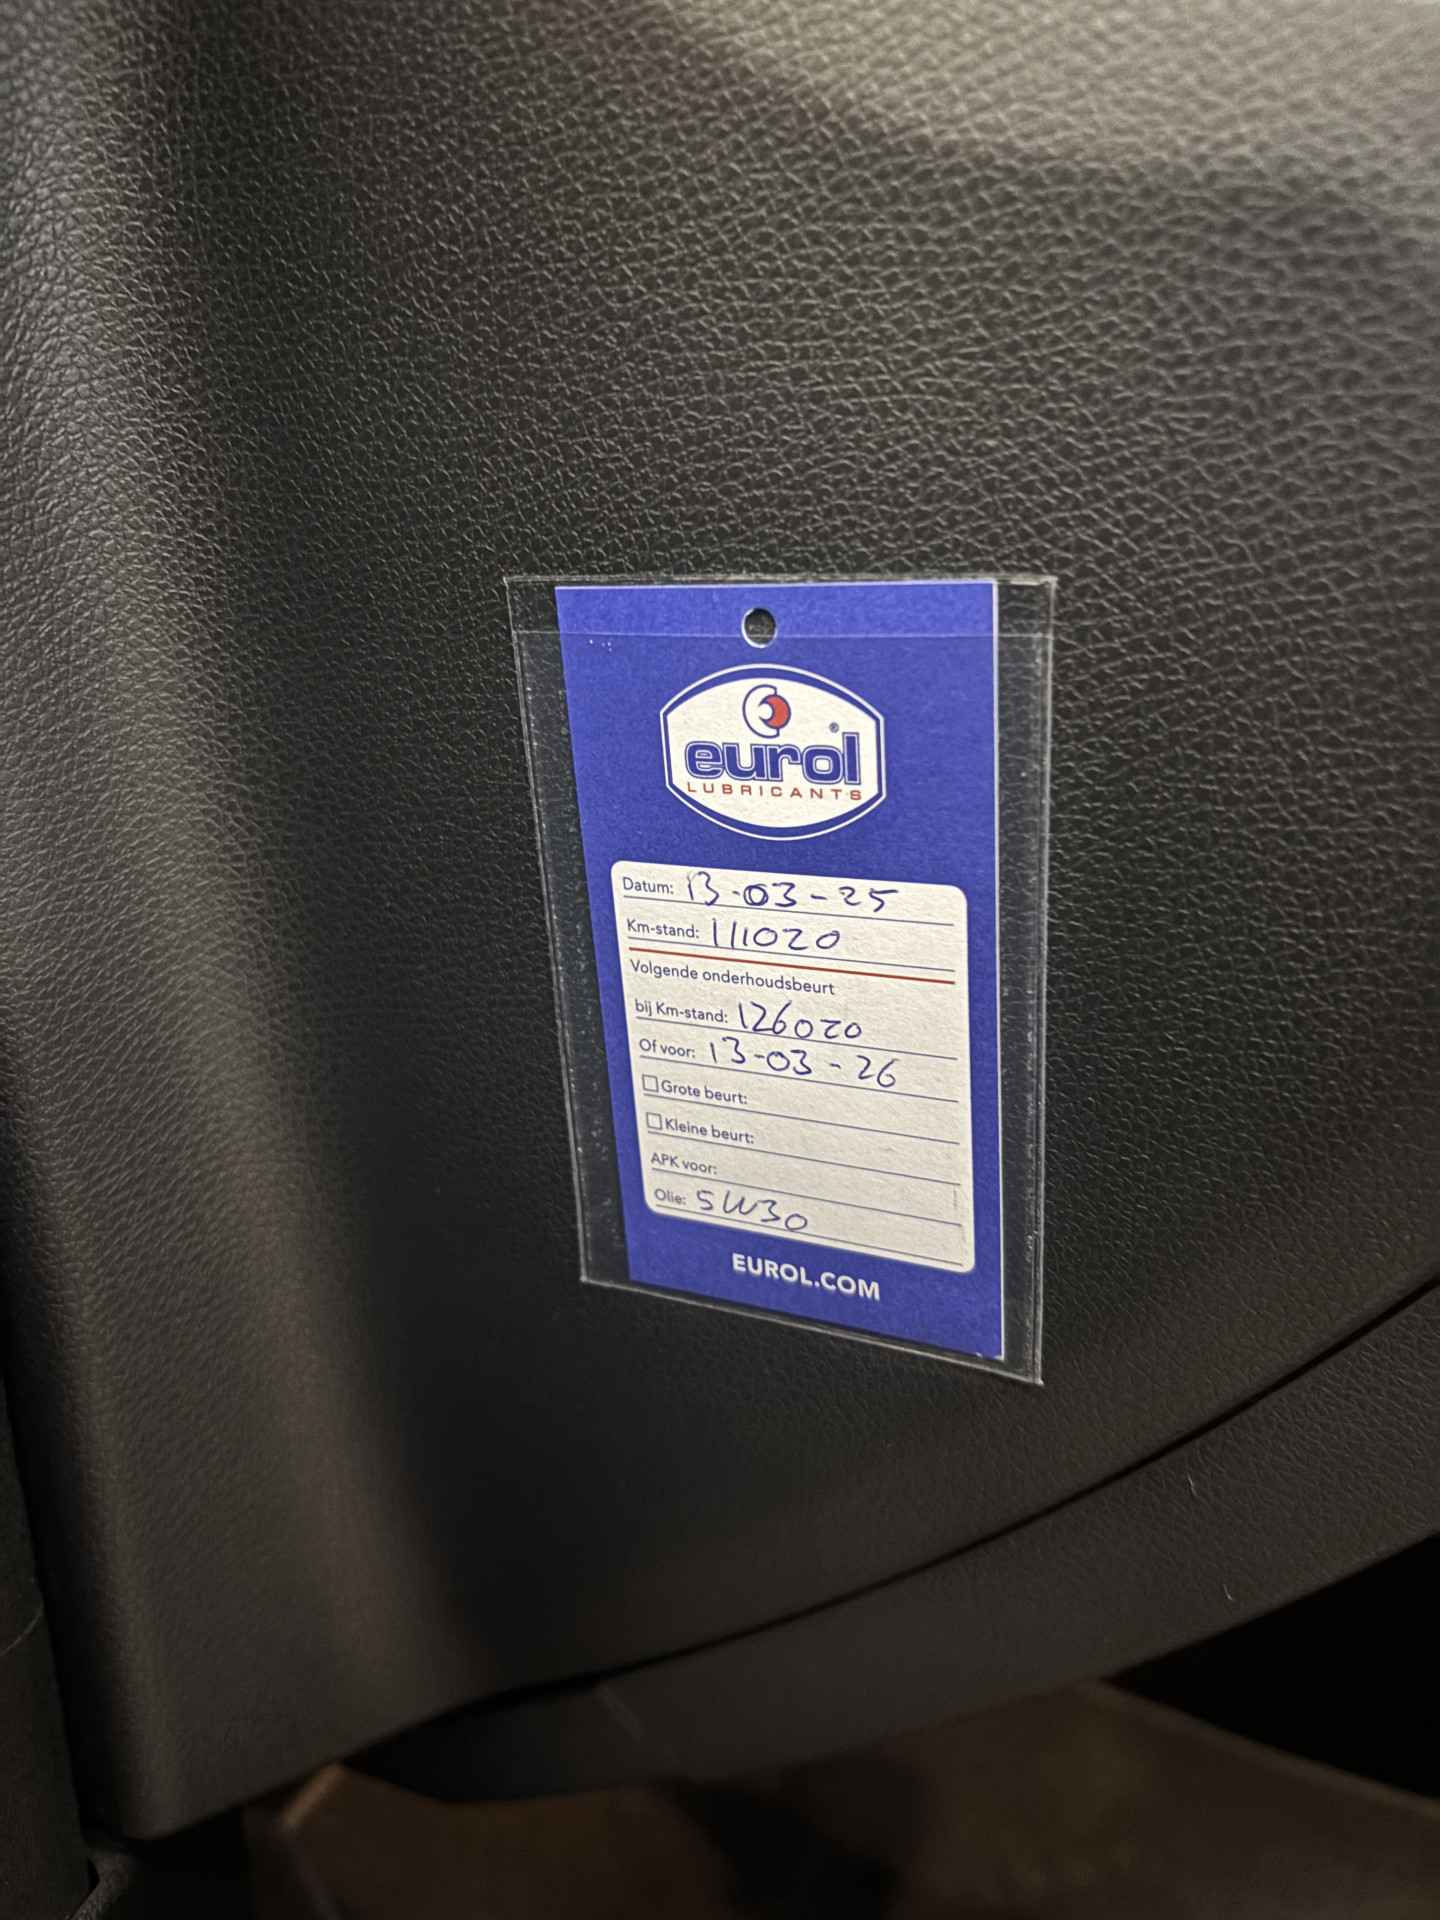 eurol®
LUBRICANTS
Datum: 13-03-25
Km-stand: 111020
Volgende onderhoudsbeurt
bij Km-stand: 126020
Of voor: 13-03-26
Grote beurt:
Kleine beurt:
APK voor:
Olie: 5W30
EUROL.COM